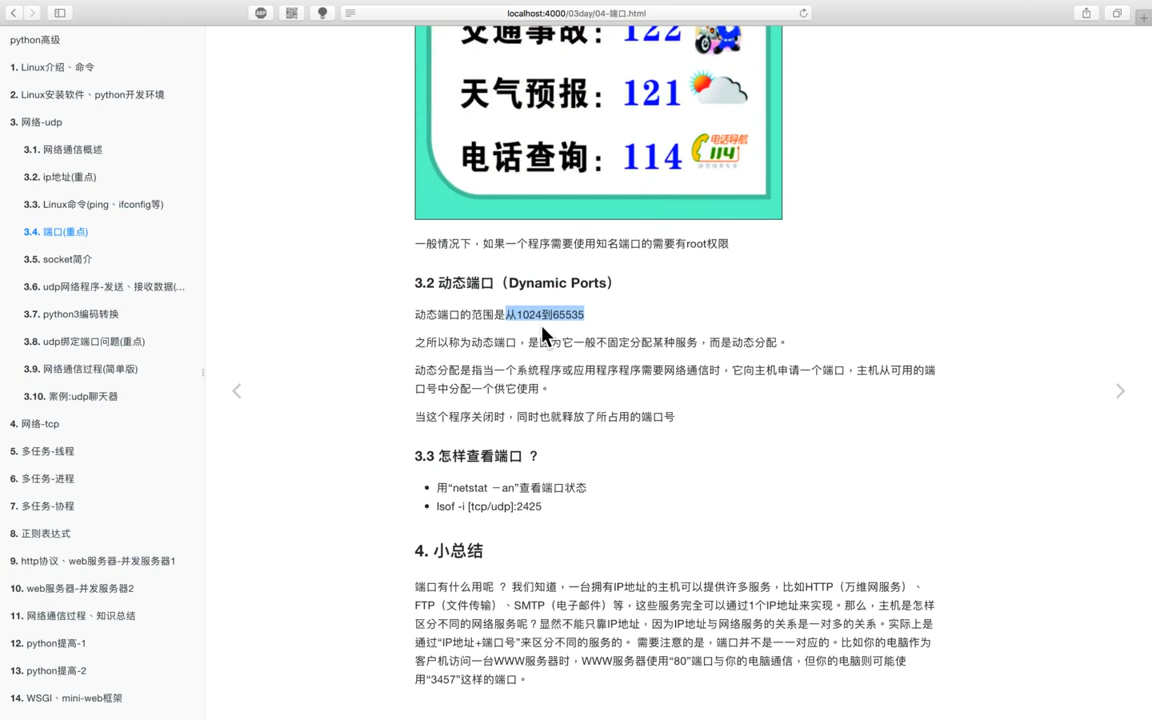 localhost:4000/03day/04-端口.html
python高级
1. Linux介绍、命令
2. Linux安装软件、python开发环境
3. 网络-udp
3.1. 网络通信概述
3.2. ip地址(重点)
3.3. Linux命令(ping、ifconfig等)
3.4. 端口(重点)
3.5. socket简介
3.6. udp网络程序-发送、接收数据(...
3.7. python3编码转换
3.8. udp绑定端口问题(重点)
3.9. 网络通信过程(简单版)
3.10. 案例:udp聊天器
4. 网络-tcp
5. 多任务-线程
6. 多任务-进程
7. 多任务-协程
8. 正则表达式
9. http协议、web服务器-并发服务器1
10. web服务器-并发服务器2
11. 网络通信过程、知识总结
12. python提高-1
13. python提高-2
14. WSGI、mini-web框架
交通事故：122
天气预报：121
电话查询：114
电话导航
114
一般情况下，如果一个程序需要使用知名端口的需要有root权限
3.2 动态端口（Dynamic Ports）
动态端口的范围是从1024到65535
之所以称为动态端口，是因为它一般不固定分配某种服务，而是动态分配。
动态分配是指当一个系统程序或应用程序程序需要网络通信时，它向主机申请一个端口，主机从可用的端
口号中分配一个供它使用。
当这个程序关闭时，同时也就释放了所占用的端口号
3.3 怎样查看端口 ？
用“netstat －an”查看端口状态
lsof -i [tcp/udp]:2425
4. 小总结
端口有什么用呢 ？ 我们知道，一台拥有IP地址的主机可以提供许多服务，比如HTTP（万维网服务）、
FTP（文件传输）、SMTP（电子邮件）等，这些服务完全可以通过1个IP地址来实现。那么，主机是怎样
区分不同的网络服务呢？显然不能只靠IP地址，因为IP地址与网络服务的关系是一对多的关系。实际上是
通过“IP地址+端口号”来区分不同的服务的。 需要注意的是，端口并不是一一对应的。比如你的电脑作为
客户机访问一台WWW服务器时，WWW服务器使用“80”端口与你的电脑通信，但你的电脑则可能使
用“3457”这样的端口。